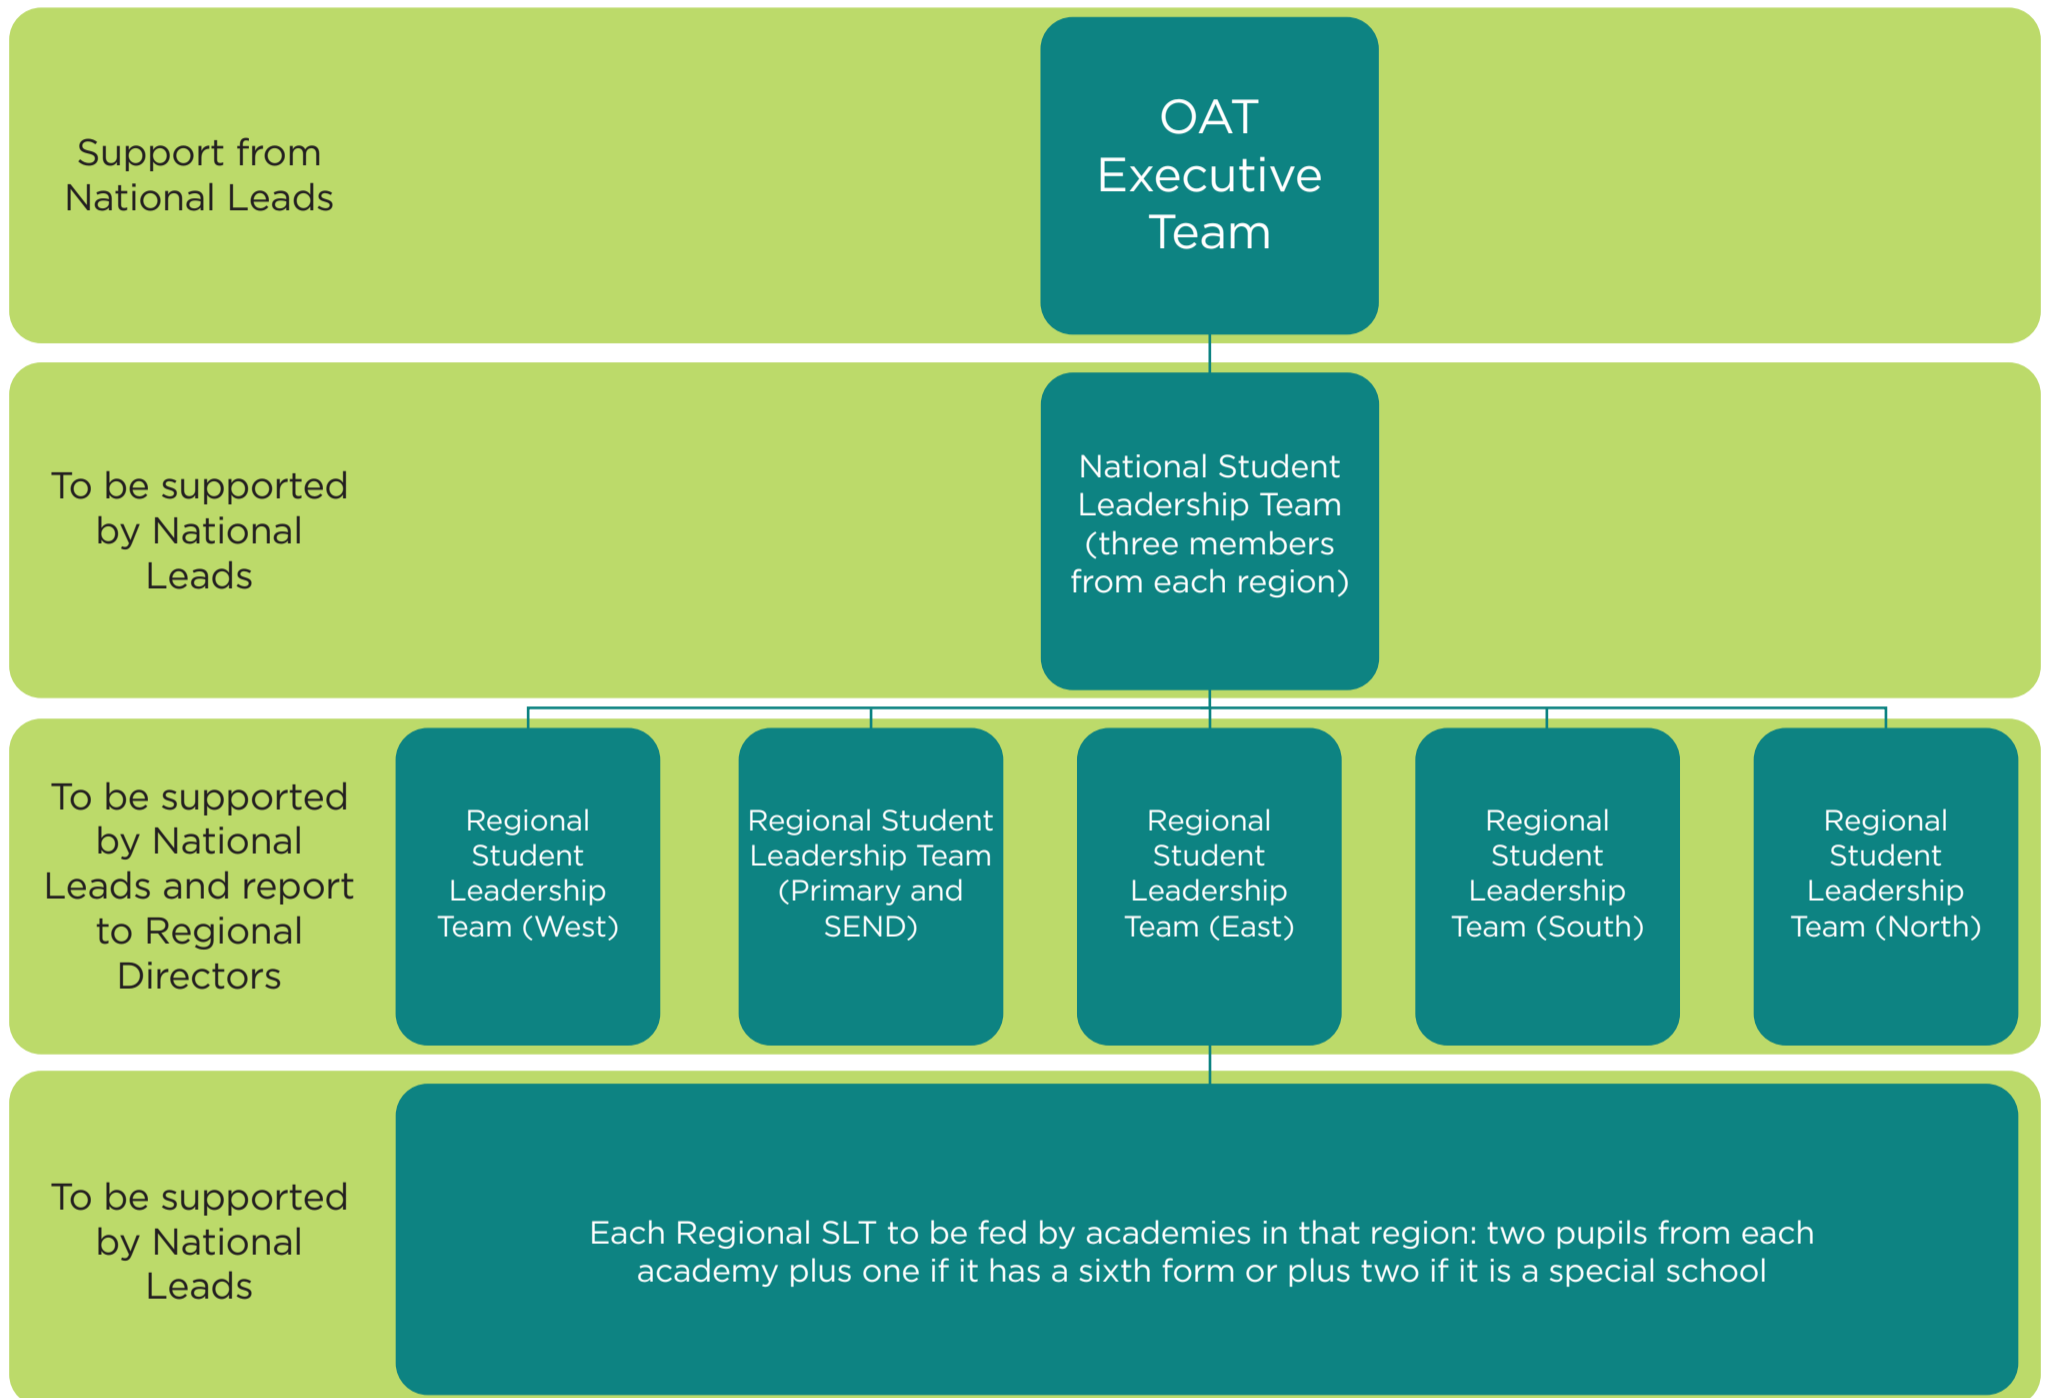 Support from
National Leads
OAT
Executive
Team
To be supported
by National
Leads
National Student
Leadership Team
(three members
from each region)
To be supported
by National
Leads and report
to Regional
Directors
Regional
Student
Leadership
Team (West)
Regional Student
Leadership Team
(Primary and
SEND)
Regional
Student
Leadership
Team (East)
Regional
Student
Leadership
Team (South)
Regional
Student
Leadership
Team (North)
To be supported
by National
Leads
Each Regional SLT to be fed by academies in that region: two pupils from each
academy plus one if it has a sixth form or plus two if it is a special school